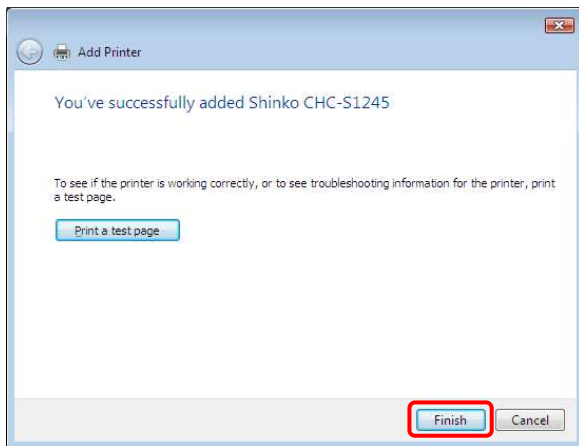 Add Printer
You've successfully added Shinko CHC-S1245
To see if the printer is working correctly, or to see troubleshooting information for the printer, print
a test page.
Print a test page
Finish Cancel